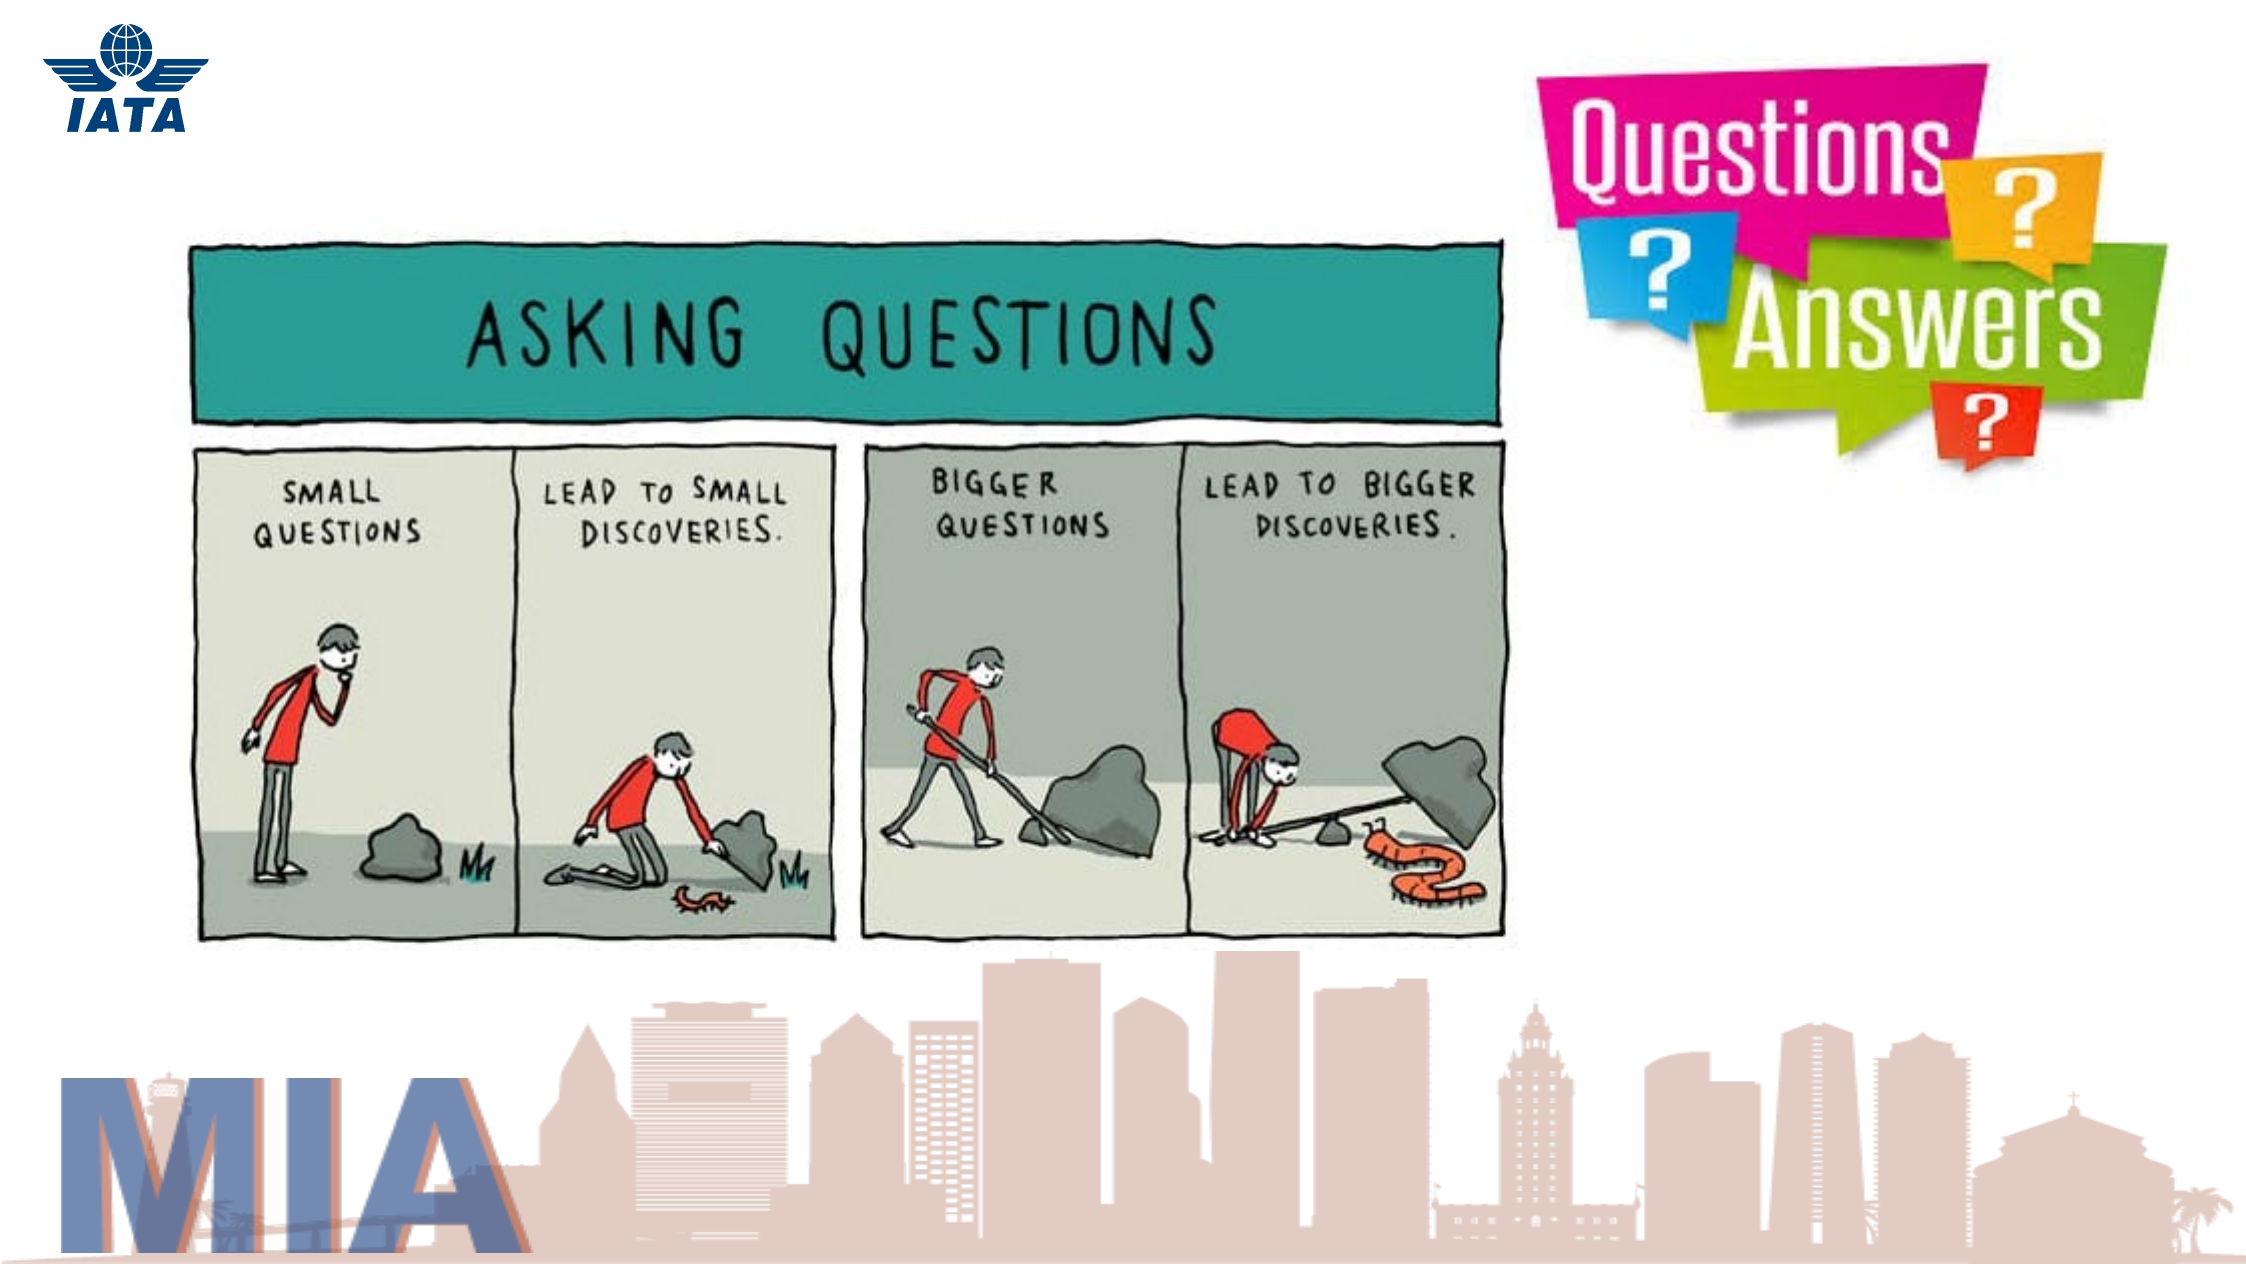 IATA
Questions
?
?
Answers
?
ASKING QUESTIONS
SMALL
QUESTIONS
LEAD TO SMALL
DISCOVERIES.
BIGGER
QUESTIONS
LEAD TO BIGGER
DISCOVERIES.
MIA